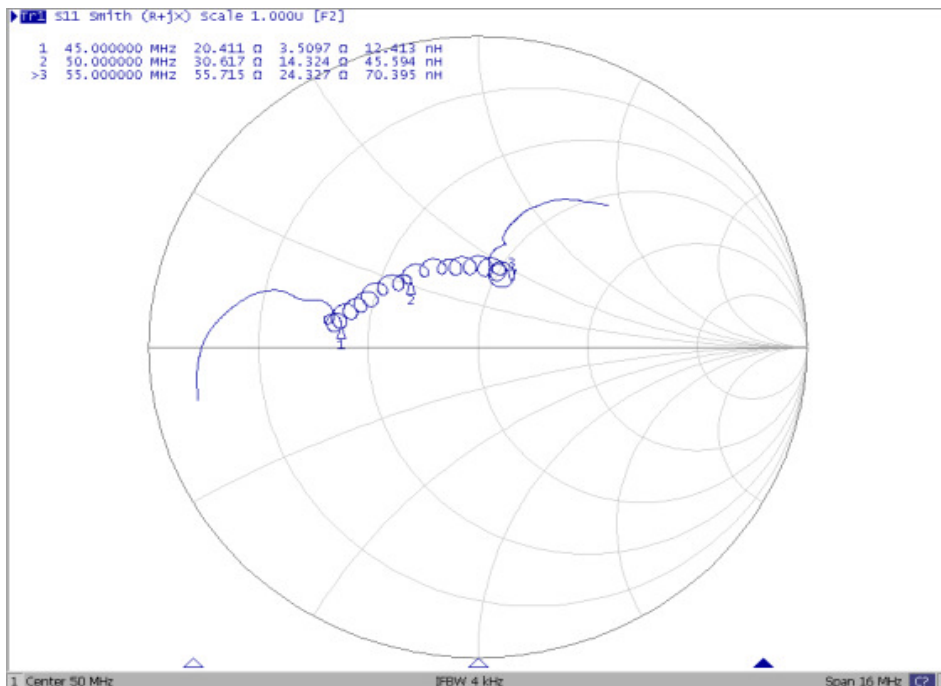 Tr1 S11 Smith (R+jX) Scale 1.000U [F2]
1 45.000000 MHz 20.411 Ω 3.5097 Ω 12.413 nH
2 50.000000 MHz 30.617 Ω 14.324 Ω 45.594 nH
>3 55.000000 MHz 55.715 Ω 24.327 Ω 70.395 nH
3
2
1
1 Center 50 MHz IFBW 4 kHz Span 16 MHz C?